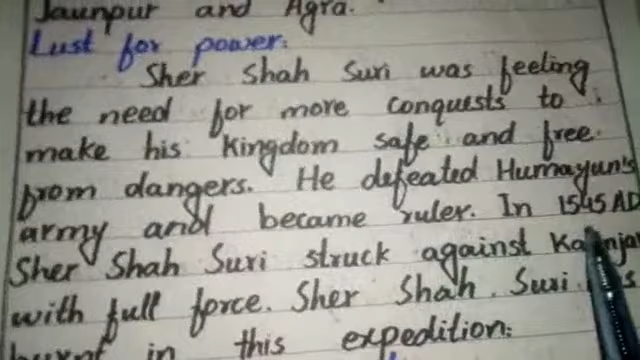 Jaunpur and Agra.
Lust for power.
Sher Shah Suri was feeling
the need for more conquests to
make his Kingdom safe and free
from dangers. He defeated Humayun's
army and became ruler. In 1545 AD
Sher Shah Suri struck against
with full force. Sher Shah Suri
in this expedition.